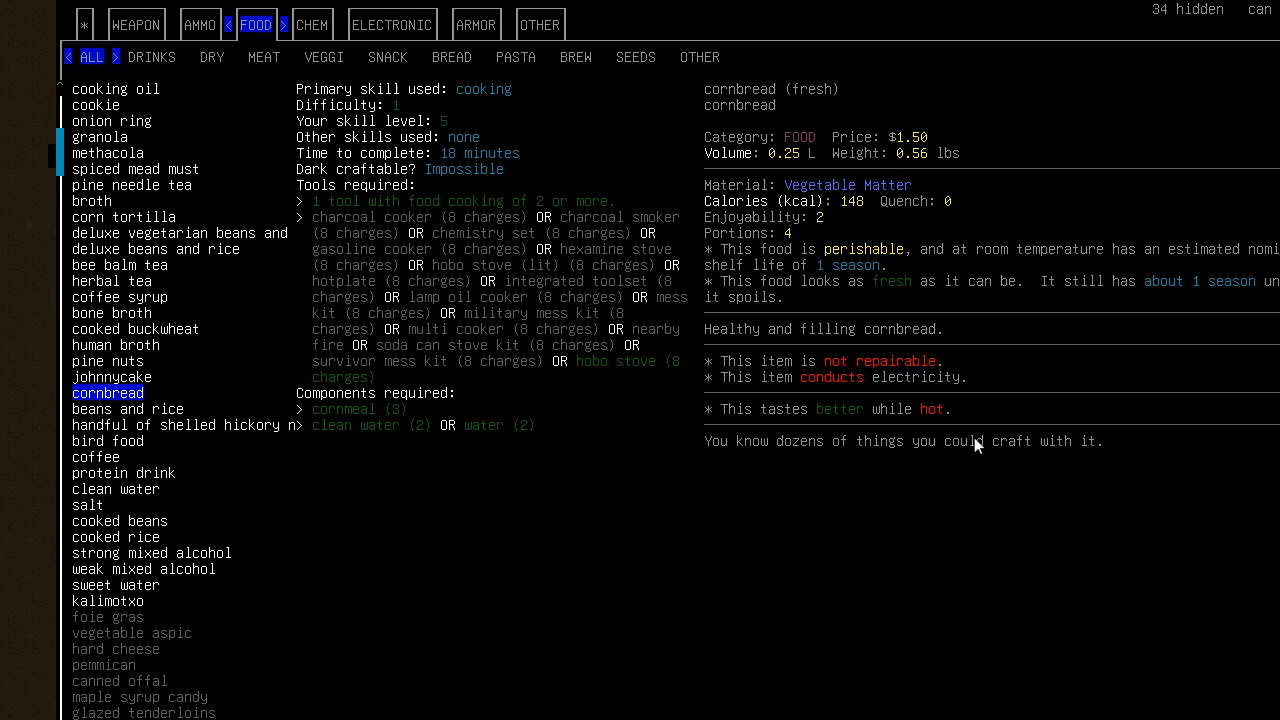 34 hidden can
* WEAPON AMMO < FOOD > CHEM ELECTRONIC ARMOR OTHER
< ALL > DRINKS DRY MEAT VEGGI SNACK BREAD PASTA BREW SEEDS OTHER
^
cooking oil
cookie
onion ring
granola
methacola
spiced mead must
pine needle tea
broth
corn tortilla
deluxe vegetarian beans and
deluxe beans and rice
bee balm tea
herbal tea
coffee syrup
bone broth
cooked buckwheat
human broth
pine nuts
johnnycake
cornbread
beans and rice
handful of shelled hickory n
bird food
coffee
protein drink
clean water
salt
cooked beans
cooked rice
strong mixed alcohol
weak mixed alcohol
sweet water
kalimotxo
foie gras
vegetable aspic
hard cheese
pemmican
canned offal
maple syrup candy
glazed tenderloins
Primary skill used: cooking
Difficulty: 1
Your skill level: 5
Other skills used: none
Time to complete: 18 minutes
Dark craftable? Impossible
Tools required:
> 1 tool with food cooking of 2 or more.
> charcoal cooker (8 charges) OR charcoal smoker
(8 charges) OR chemistry set (8 charges) OR
gasoline cooker (8 charges) OR hexamine stove
(8 charges) OR hobo stove (lit) (8 charges) OR
hotplate (8 charges) OR integrated toolset (8
charges) OR lamp oil cooker (8 charges) OR mess
kit (8 charges) OR military mess kit (8
charges) OR multi cooker (8 charges) OR nearby
fire OR soda can stove kit (8 charges) OR
survivor mess kit (8 charges) OR hobo stove (8
charges)
Components required:
> cornmeal (3)
> clean water (2) OR water (2)
cornbread (fresh)
cornbread
Category: FOOD Price: $1.50
Volume: 0.25 L Weight: 0.56 lbs
Material: Vegetable Matter
Calories (kcal): 148 Quench: 0
Enjoyability: 2
Portions: 4
* This food is perishable, and at room temperature has an estimated nomi
shelf life of 1 season.
* This food looks as fresh as it can be. It still has about 1 season un
it spoils.
Healthy and filling cornbread.
* This item is not repairable.
* This item conducts electricity.
* This tastes better while hot.
You know dozens of things you could craft with it.